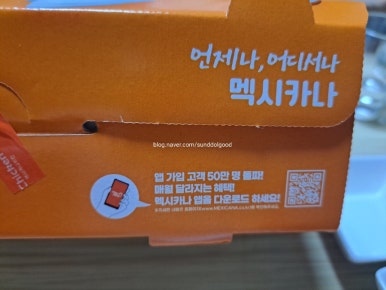 언제나, 어디서나
멕시카나
blog.naver.com/sunddolgood
Chicken
앱 가입 고객 50만 명 돌파!
매월 달라지는 혜택!
멕시카나 앱을 다운로드 하세요!